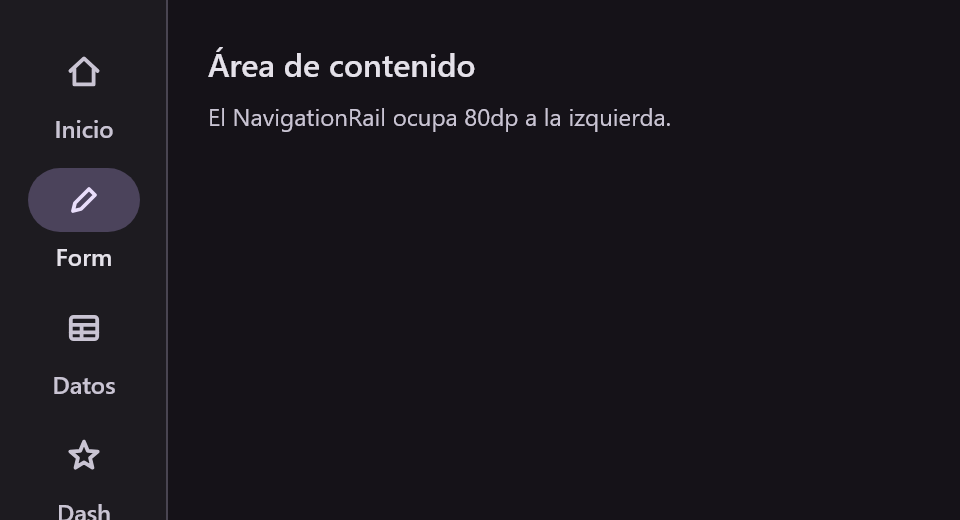 Área de contenido
El NavigationRail ocupa 80dp a la izquierda.
Inicio
Form
Datos
Dash